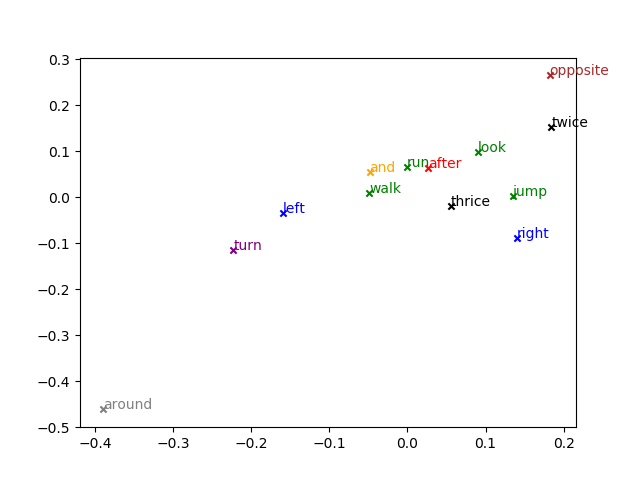 0.3
opposite
0.2
twice
0.1
look
run
after
and
walk
jump
0.0
thrice
left
right
turn
−0.1
−0.2
−0.3
−0.4
around
−0.5
−0.4 −0.3 −0.2 −0.1 0.0 0.1 0.2